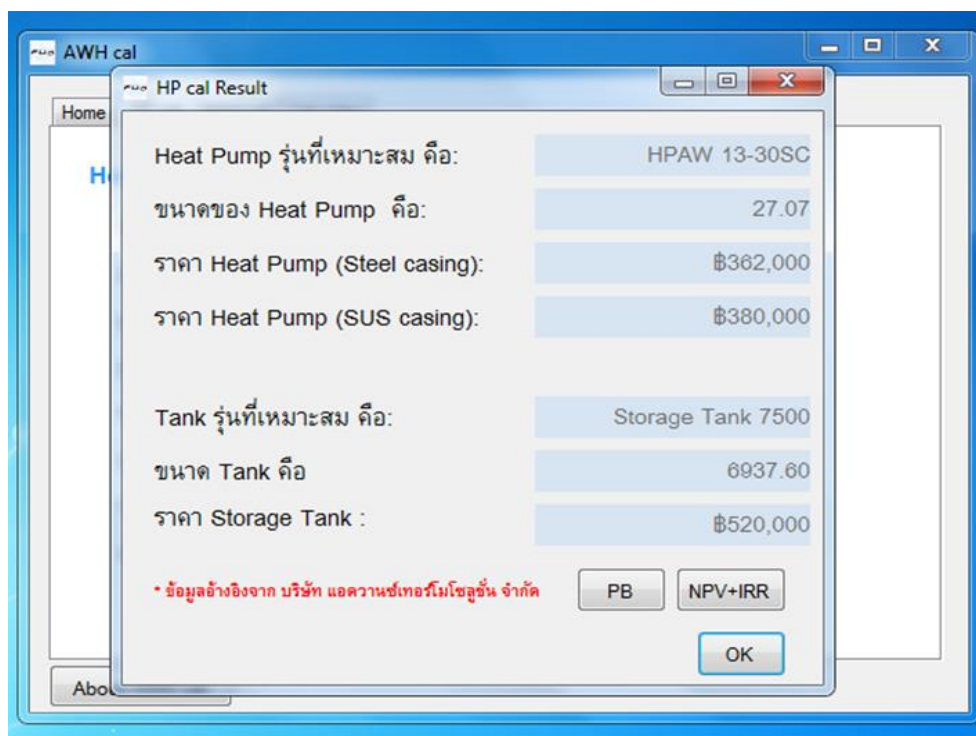 AWH cal
HP cal Result
Home
Heat Pump รุ่นที่เหมาะสม คือ: HPAW 13-30SC
ขนาดของ Heat Pump คือ: 27.07
ราคา Heat Pump (Steel casing): ฿362,000
ราคา Heat Pump (SUS casing): ฿380,000
Tank รุ่นที่เหมาะสม คือ: Storage Tank 7500
ขนาด Tank คือ 6937.60
ราคา Storage Tank : ฿520,000
* ข้อมูลอ้างอิงจาก บริษัท แอดวานซ์เทอร์โมโซลูชั่น จำกัด PB NPV+IRR
OK